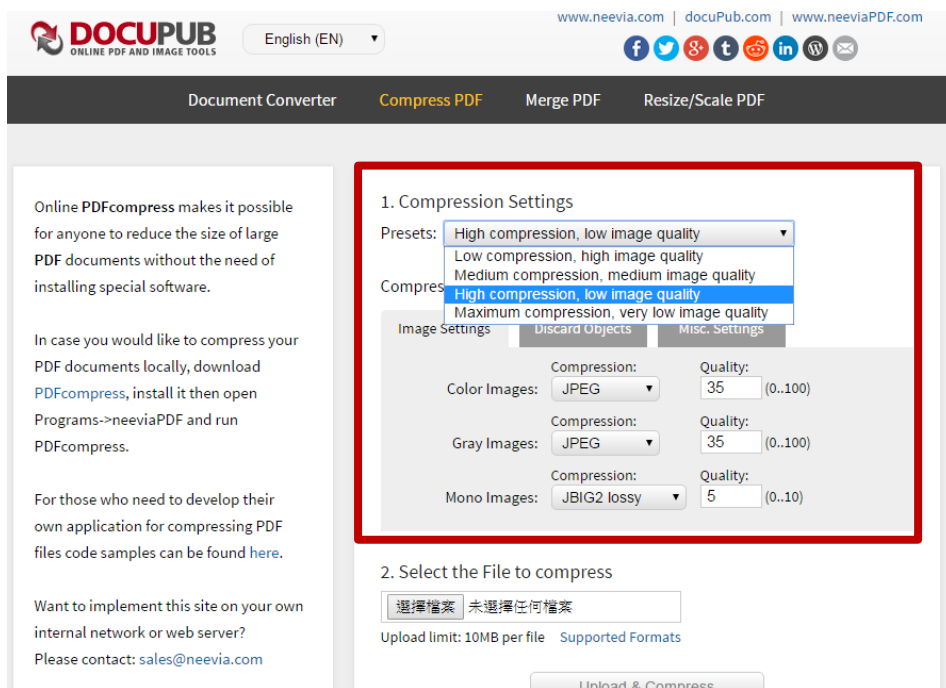 www.neevia.com | docuPub.com | www.neeviaPDF.com
DOCUPUB
ONLINE PDF AND IMAGE TOOLS
English (EN)
Document Converter Compress PDF Merge PDF Resize/Scale PDF
Online PDFcompress makes it possible
for anyone to reduce the size of large
PDF documents without the need of
installing special software.
In case you would like to compress your
PDF documents locally, download
PDFcompress, install it then open
Programs->neeviaPDF and run
PDFcompress.
For those who need to develop their
own application for compressing PDF
files code samples can be found here.
Want to implement this site on your own
internal network or web server?
Please contact: sales@neevia.com
1. Compression Settings
Presets: High compression, low image quality
Low compression, high image quality
Medium compression, medium image quality
High compression, low image quality
Maximum compression, very low image quality
Compres
Image Settings Discard Objects Misc. Settings
Compression: Quality:
Color Images: JPEG 35 (0..100)
Compression: Quality:
Gray Images: JPEG 35 (0..100)
Compression: Quality:
Mono Images: JBIG2 lossy 5 (0..10)
2. Select the File to compress
選擇檔案 未選擇任何檔案
Upload limit: 10MB per file Supported Formats
Upload & Compress